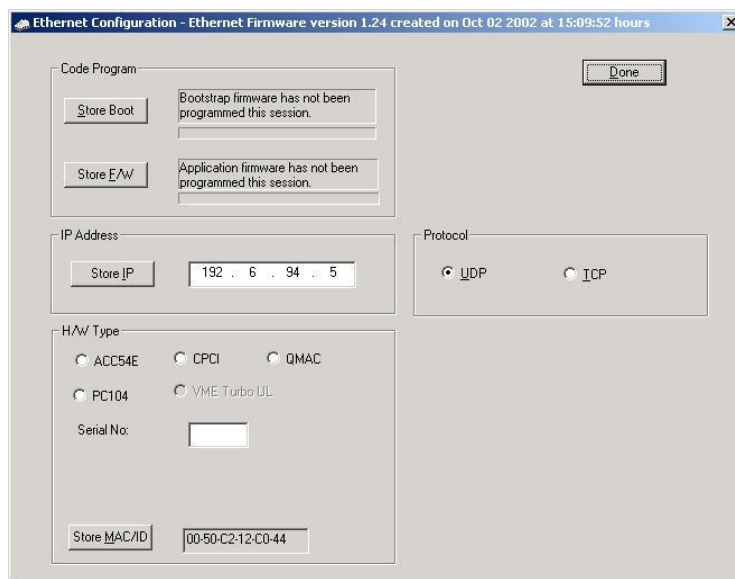 Ethernet Configuration - Ethernet Firmware version 1.24 created on Oct 02 2002 at 15:09:52 hours
Code Program
Store Boot
Bootstrap firmware has not been
programmed this session.
Store F/W
Application firmware has not been
programmed this session.
Done
IP Address
Store IP
192 . 6 . 94 . 5
Protocol
UDP
TCP
H/W Type
ACC54E
CPCI
QMAC
PC104
VME Turbo UL
Serial No:
Store MAC/ID
00-50-C2-12-C0-44